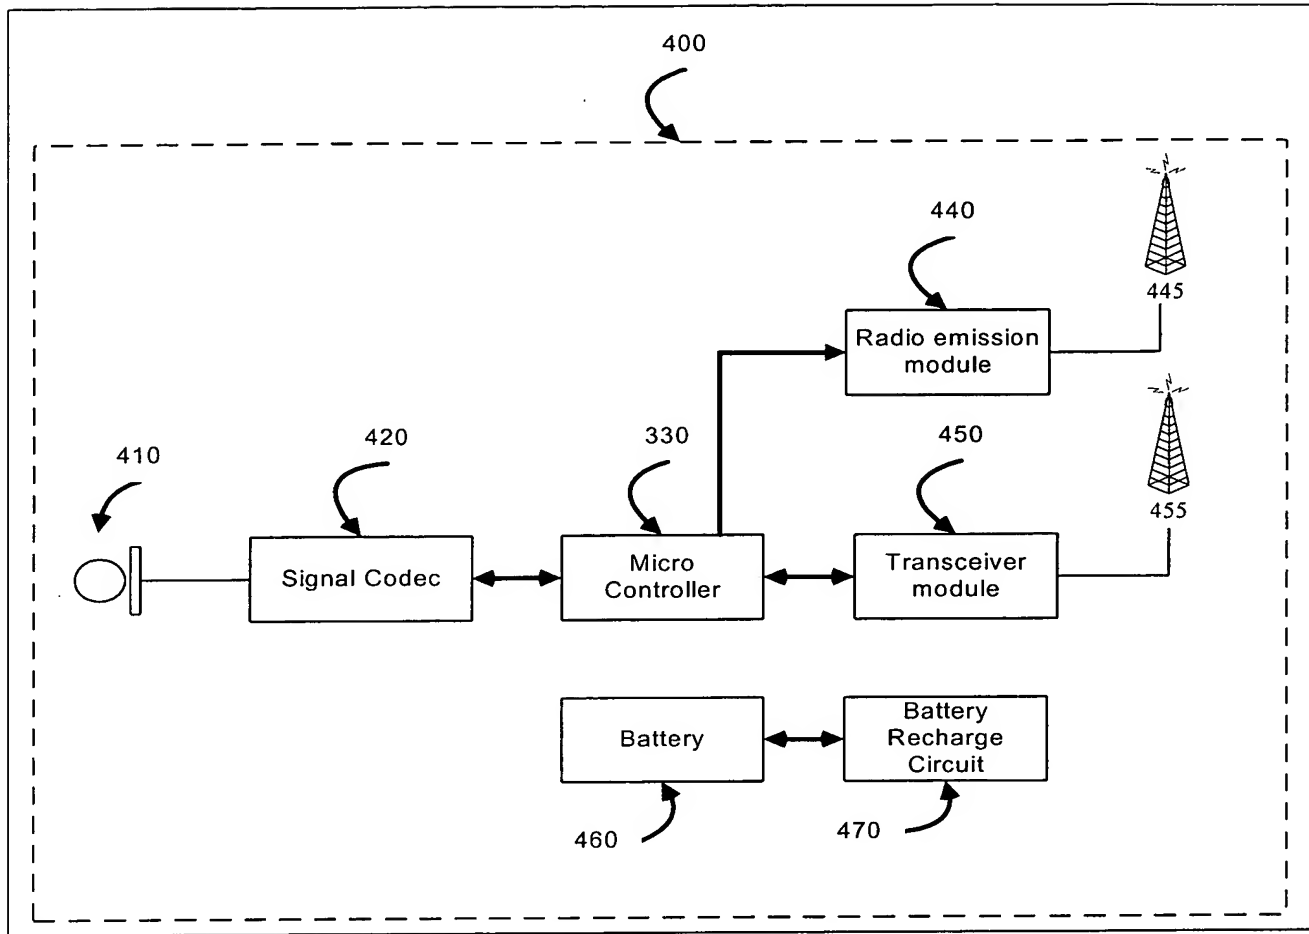 400
440
445
Radio emission
module
410
420
330
450
455
Signal Codec
Micro
Controller
Transceiver
module
Battery
Battery
Recharge
Circuit
460
470